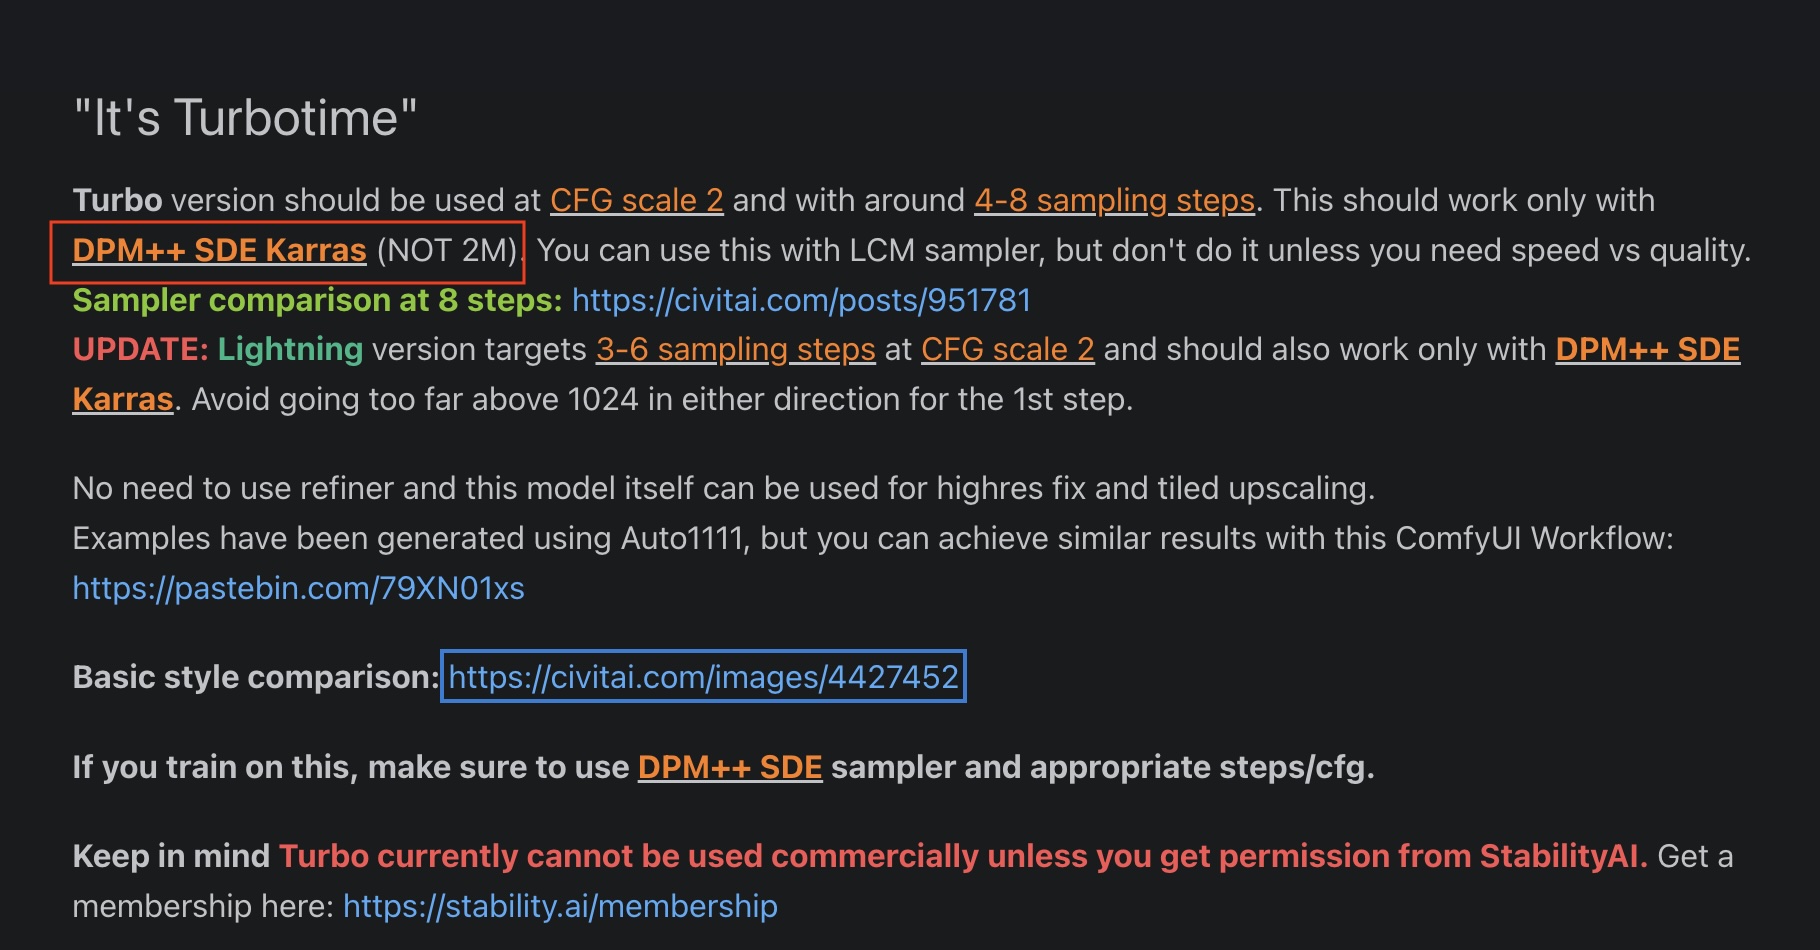 "It's Turbotime"
Turbo version should be used at CFG scale 2 and with around 4-8 sampling steps. This should work only with
DPM++ SDE Karras (NOT 2M). You can use this with LCM sampler, but don't do it unless you need speed vs quality.
Sampler comparison at 8 steps: https://civitai.com/posts/951781
UPDATE: Lightning version targets 3-6 sampling steps at CFG scale 2 and should also work only with DPM++ SDE
Karras. Avoid going too far above 1024 in either direction for the 1st step.
No need to use refiner and this model itself can be used for highres fix and tiled upscaling.
Examples have been generated using Auto1111, but you can achieve similar results with this ComfyUI Workflow:
https://pastebin.com/79XN01xs
Basic style comparison: https://civitai.com/images/4427452
If you train on this, make sure to use DPM++ SDE sampler and appropriate steps/cfg.
Keep in mind Turbo currently cannot be used commercially unless you get permission from StabilityAI. Get a
membership here: https://stability.ai/membership